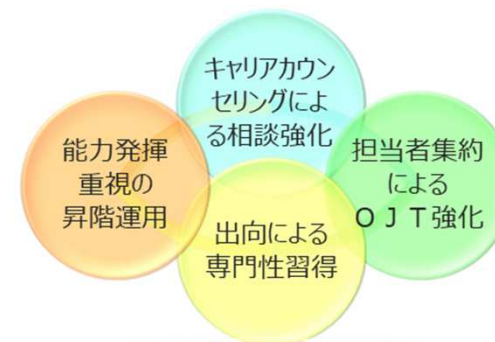 キャリアカウン
セリングによ
る相談強化
能力発揮
重視の
昇階運用
担当者集約
による
ＯＪＴ強化
出向による
専門性習得